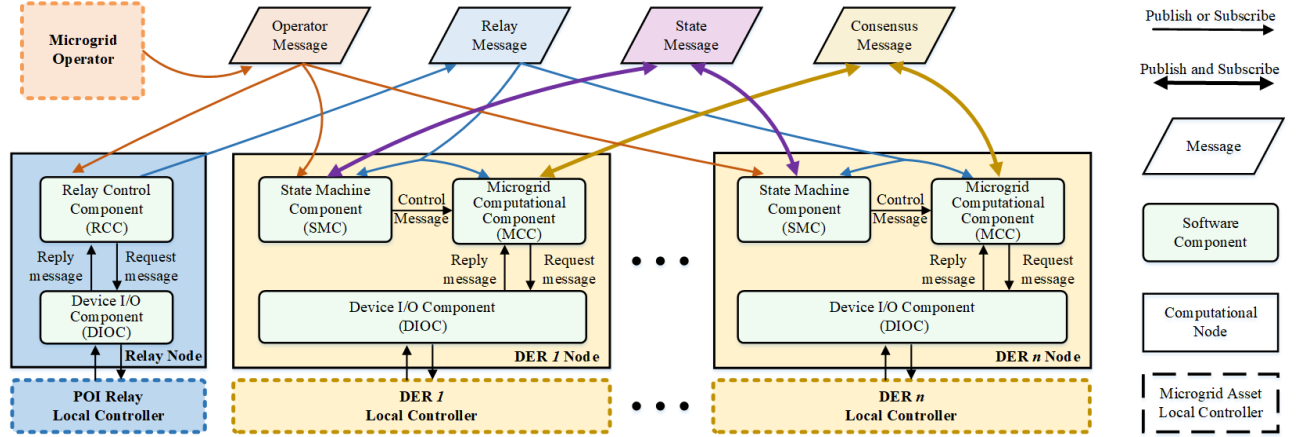 Microgrid
Operator
Operator
Message
Relay
Message
State
Message
Consensus
Message
Publish or Subscribe
Publish and Subscribe
Message
Software
Component
Computational
Node
Microgrid Asset
Local Controller
Relay Control
Component
(RCC)
Reply
message
Request
message
Device I/O
Component
(DIOC)
Relay Node
POI Relay
Local Controller
State Machine
Component
(SMC)
Control
Message
Microgrid
Computational
Component
(MCC)
Reply
message
Request
message
Device I/O Component
(DIOC)
DER 1 Node
DER 1
Local Controller
State Machine
Component
(SMC)
Control
Message
Microgrid
Computational
Component
(MCC)
Reply
message
Request
message
Device I/O Component
(DIOC)
DER n Node
DER n
Local Controller